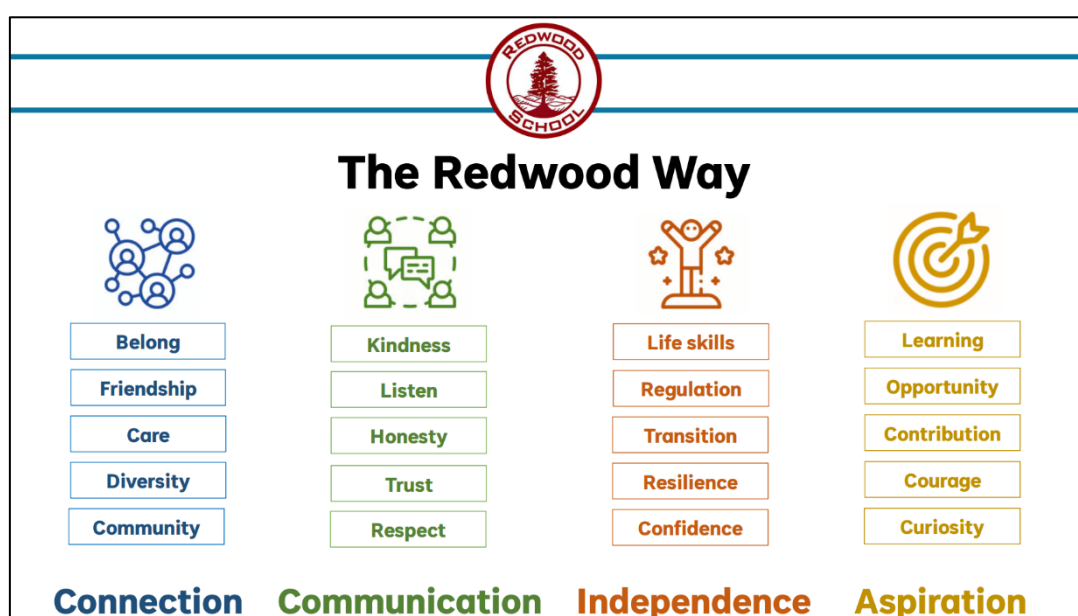 REDWOOD
SCHOOL
The Redwood Way
Belong
Friendship
Care
Diversity
Community
Connection
Kindness
Listen
Honesty
Trust
Respect
Communication
Life skills
Regulation
Transition
Resilience
Confidence
Independence
Learning
Opportunity
Contribution
Courage
Curiosity
Aspiration